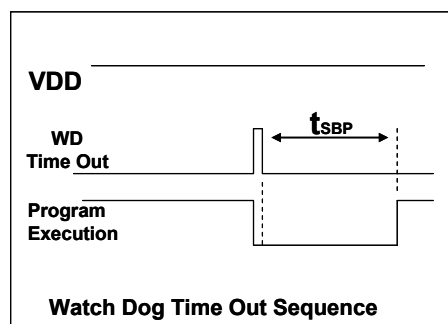 VDD
tSBP
WD
Time Out
Program
Execution
Watch Dog Time Out Sequence